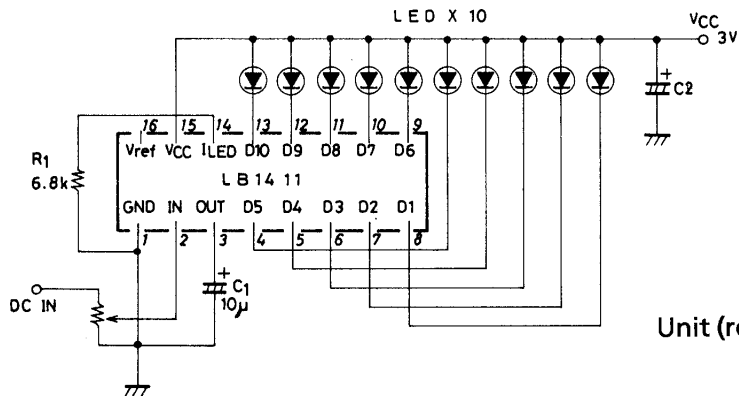 LED X 10
VCC
3V
C2
16 15 14 13 12 11 10 9
Vref VCC ILED D10 D9 D8 D7 D6
R1
6.8k
LB1411
GND IN OUT D5 D4 D3 D2 D1
1 2 3 4 5 6 7 8
C1
10μ
DC IN
Unit (re